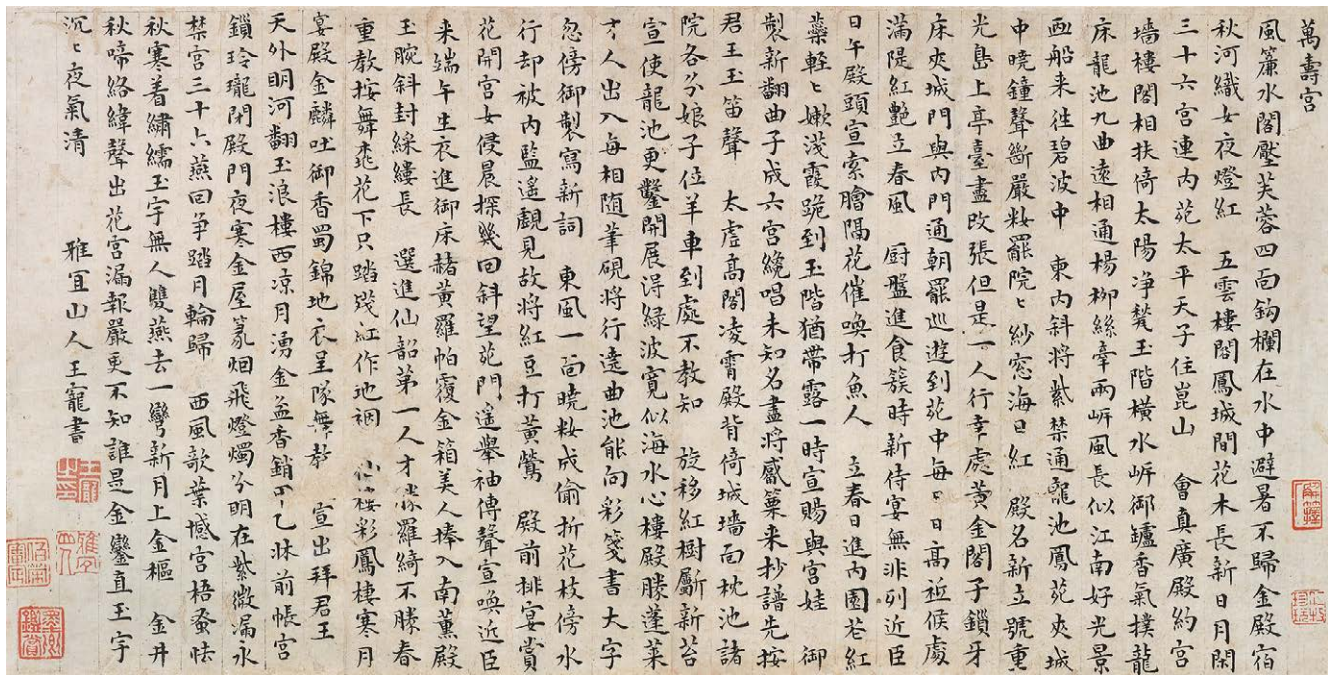 萬壽宮
風簾水閣壓芙蓉四面鈎欄在水中避暑不歸金殿宿
秋河織女夜燈紅　五雲樓閣鳳城間花木長新日月閑
三十六宮連內苑太平天子住崑山　會真廣殿約宮
墻樓閣相扶倚太陽净甃玉階橫水岍御鑪香氣撲龍
床龍池九曲遠相通楊柳絲牽兩岍風長似江南好光景
画船来往碧波中　東內斜將紫禁通龍池鳳苑夾城
中曉鐘聲斷嚴粧罷院〻紗窓海日紅　殿名新立號重
光島上亭臺盡改張但是一人行幸處黃金閣子鎖牙
床夾城門與內門通朝罷巡遊到苑中每〻日高祗候處
滿隄紅艷立春風　厨盤進食簇時新侍宴無非列近臣
日午殿頭宣索膾隔花催喚打魚人　立春日進內園花紅
蘂輕〻嫩淺霞跪到玉階猶帶露一時宣賜與宮娃　御
製新翻曲子成六宮纔唱未知名盡將觱篥来抄譜先按
君王玉笛聲　太虛高閣凌霄殿背倚城墻面枕池諸
院各分娘子位羊車到處不教知　旋移紅樹斸新苔
宣使龍池更鑿開展淂綠波寬似海水心樓殿勝蓬萊
才人出入每相随筆硯將行遶曲池能向彩箋書大字
忽傍御製寫新詞　東風一面曉粧成偷折花枝傍水
行却被內監遙覷見故將紅豆打黃鶯　殿前排宴賞
花開宮女侵晨探幾回斜望苑門遙舉袖傳聲宣喚近臣
来端午生衣進御床赭黃羅帕覆金箱美人捧入南薰殿
玉腕斜封綵縷長　選進仙韶第一人才勝羅綺不勝春
重教按舞桃花下只踏殘紅作地裀　小樓彩鳳棲寒月
宴殿金麟吐御香蜀錦地衣呈隊舞教　宣出拜君王
天外明河翻玉浪樓西凉月湧金盆香銷甲乙牀前帳宮
鎖玲瓏閉殿門夜寒金屋篆烟飛燈燭分明在紫微漏水
禁宮三十六燕回爭踏月輪歸　西風歌葉撼宮梧蚤怯
秋寒着繡襦玉宇無人雙燕去一彎新月上金樞　金井
秋啼絡緯聲出花宮漏報嚴更不知誰是金鑾直玉宇
沉〻夜氣清　雅宜山人王寵書